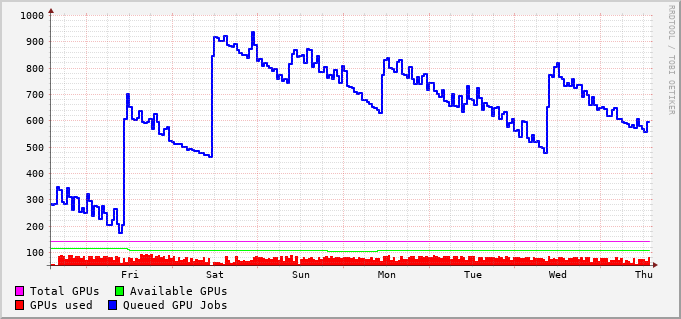 1000
900
800
700
600
500
400
300
200
100
Fri Sat Sun Mon Tue Wed Thu
Total GPUs Available GPUs
GPUs used Queued GPU Jobs
RRDTOOL / TOBI OETIKER